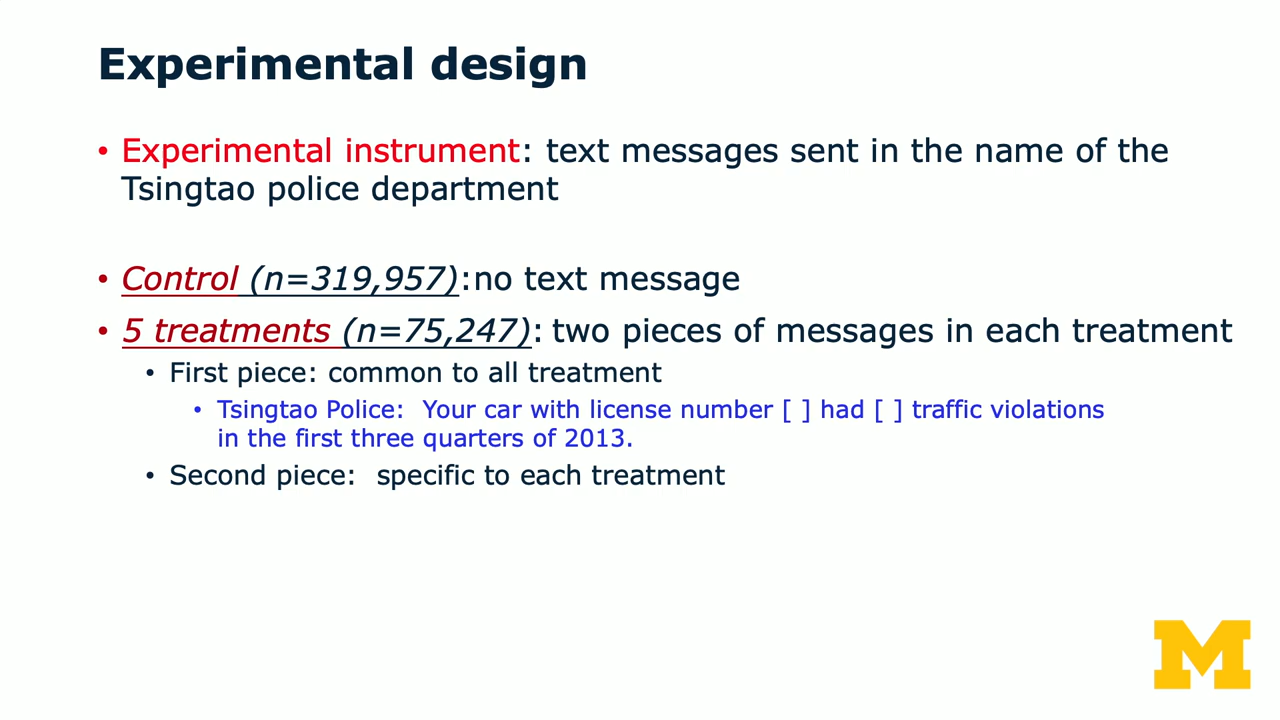 Experimental design
• Experimental instrument: text messages sent in the name of the
Tsingtao police department
• Control (n=319,957):no text message
• 5 treatments (n=75,247): two pieces of messages in each treatment
• First piece: common to all treatment
• Tsingtao Police: Your car with license number [ ] had [ ] traffic violations
in the first three quarters of 2013.
• Second piece: specific to each treatment
M